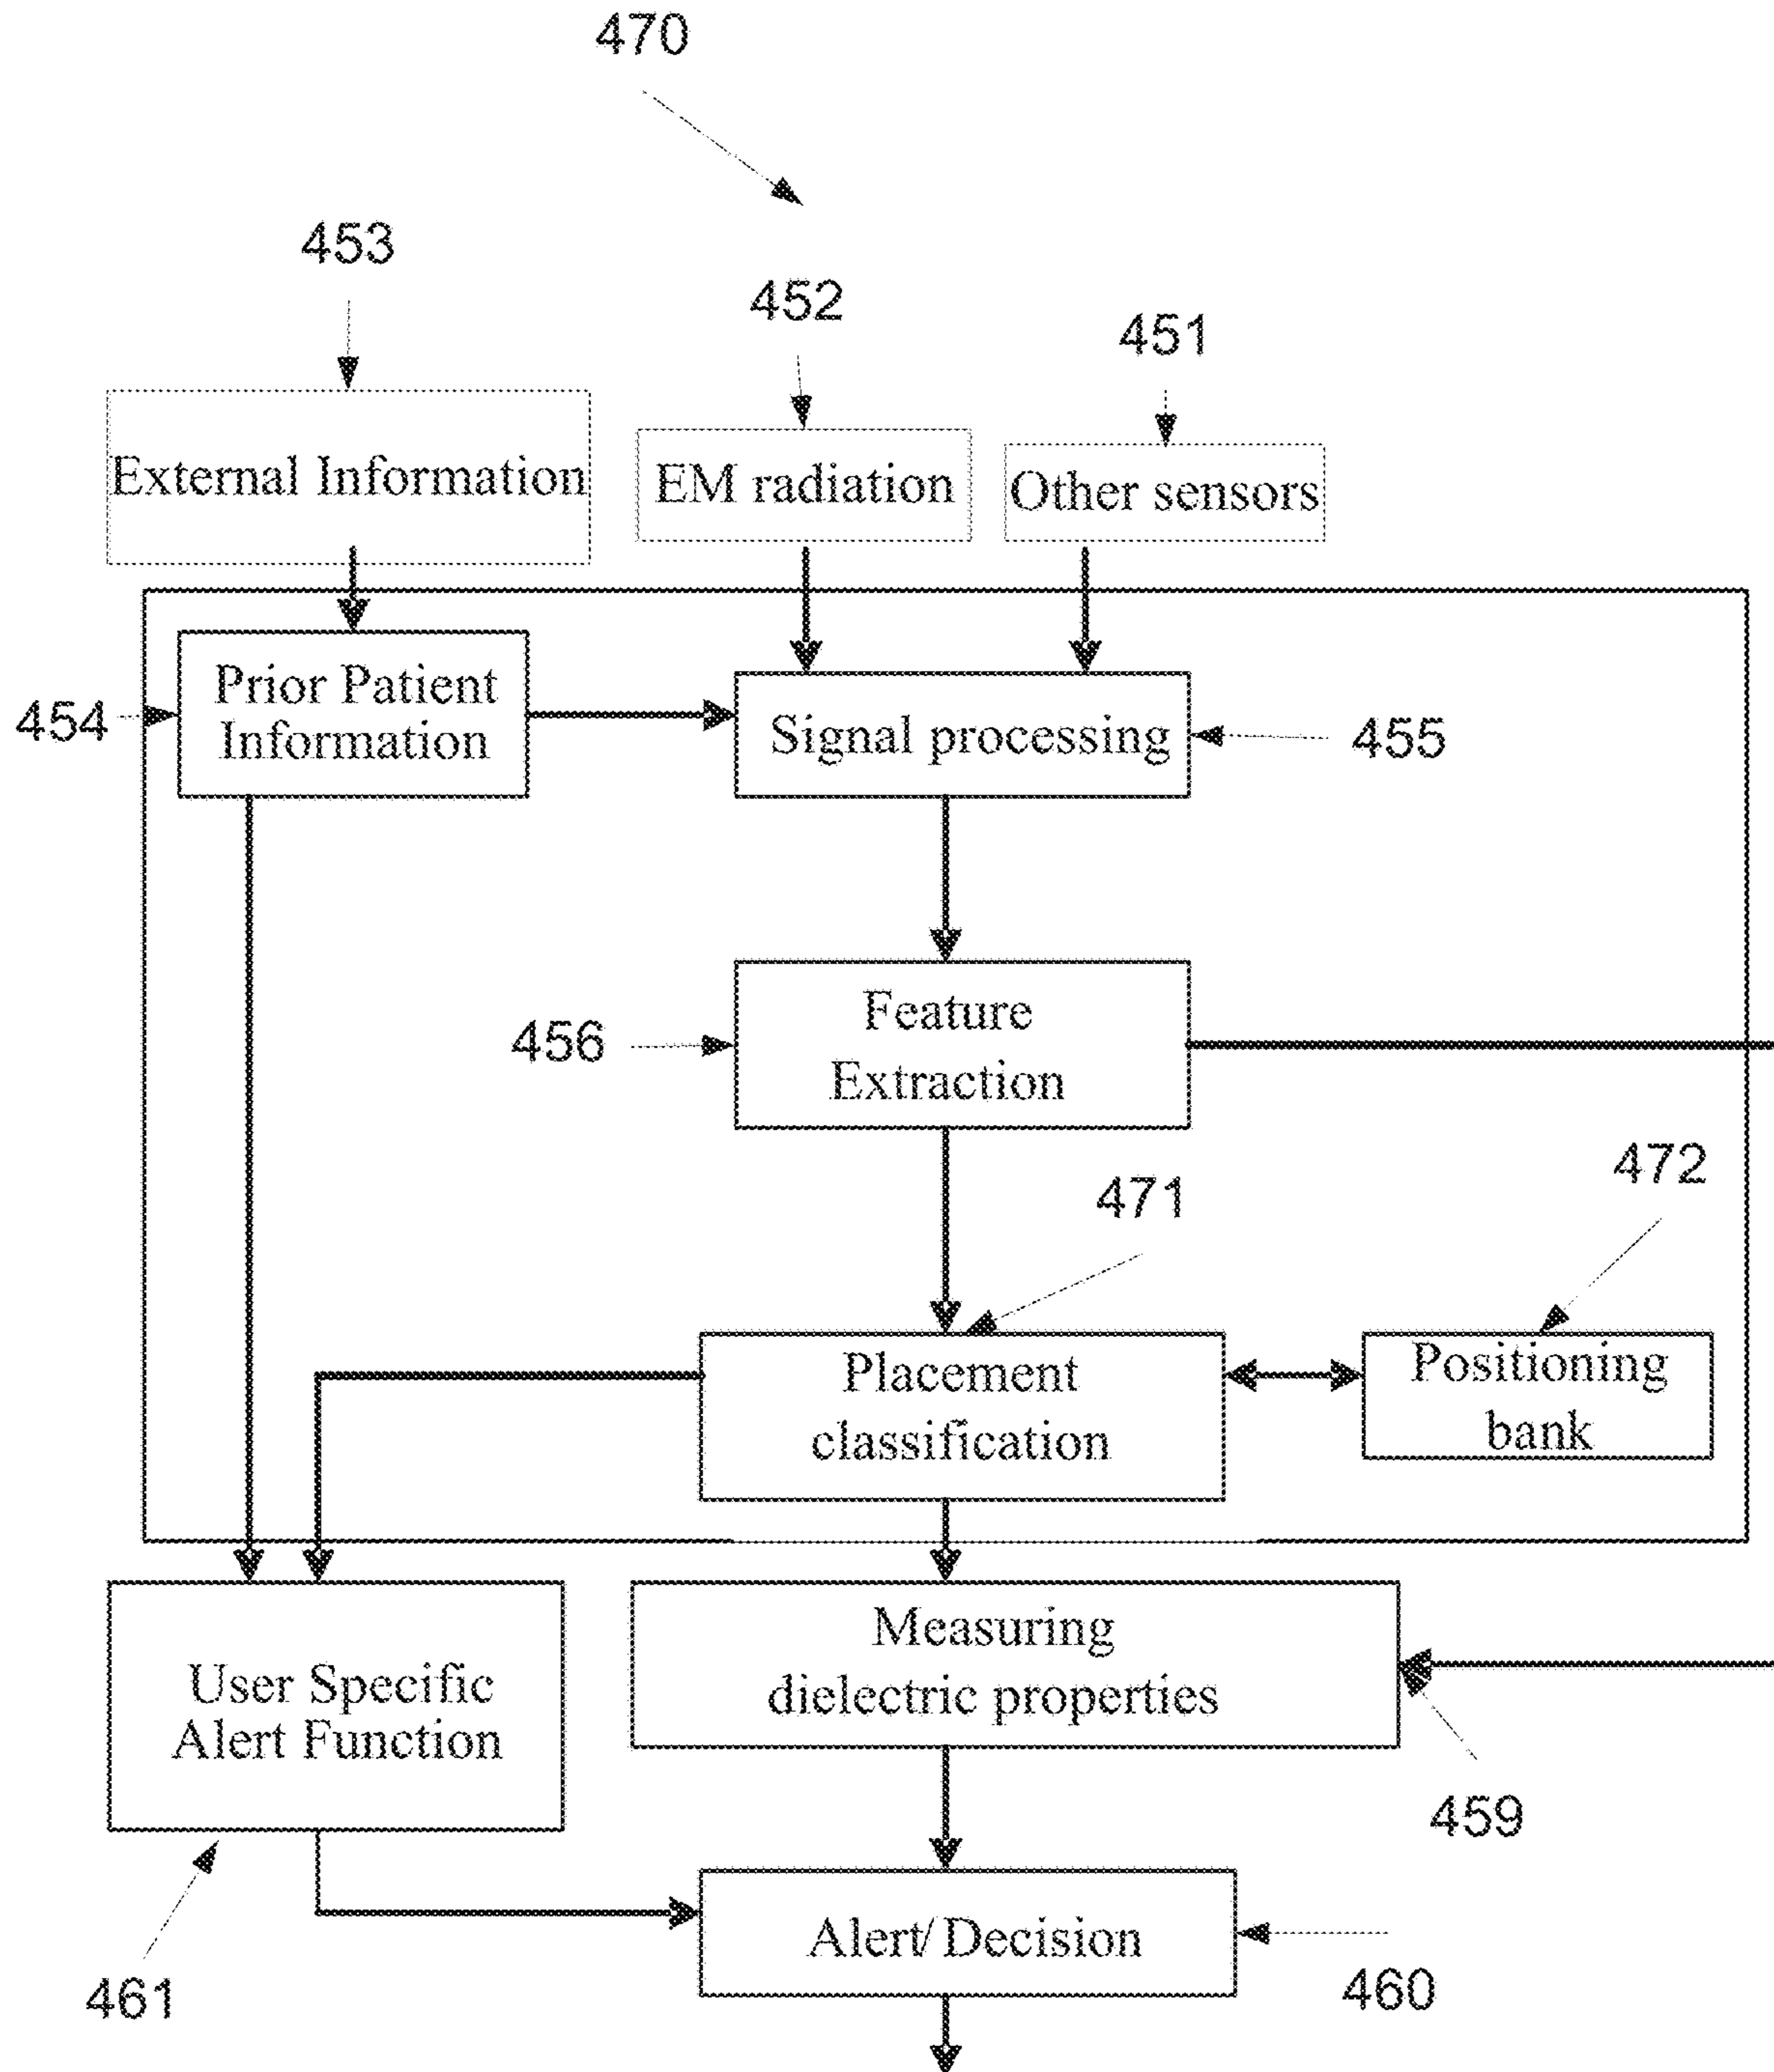 470
453
452
451
External Information
EM radiation
Other sensors
454
Prior Patient
Information
Signal processing
455
456
Feature
Extraction
471
472
Placement
classification
Positioning
bank
User Specific
Alert Function
Measuring
dielectric properties
459
461
Alert/ Decision
460